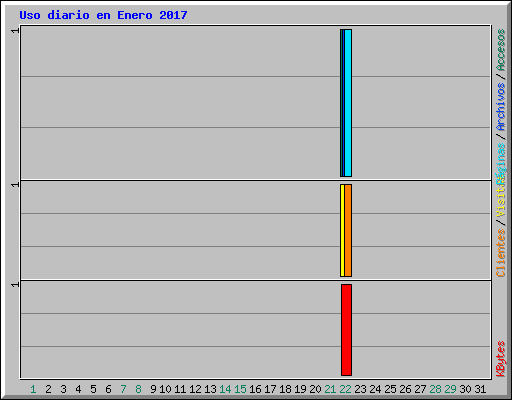 Uso diario en Enero 2017
1
1
1
1 2 3 4 5 6 7 8 9 10 11 12 13 14 15 16 17 18 19 20 21 22 23 24 25 26 27 28 29 30 31
Archivos / Accesos
Clientes /
KBytes